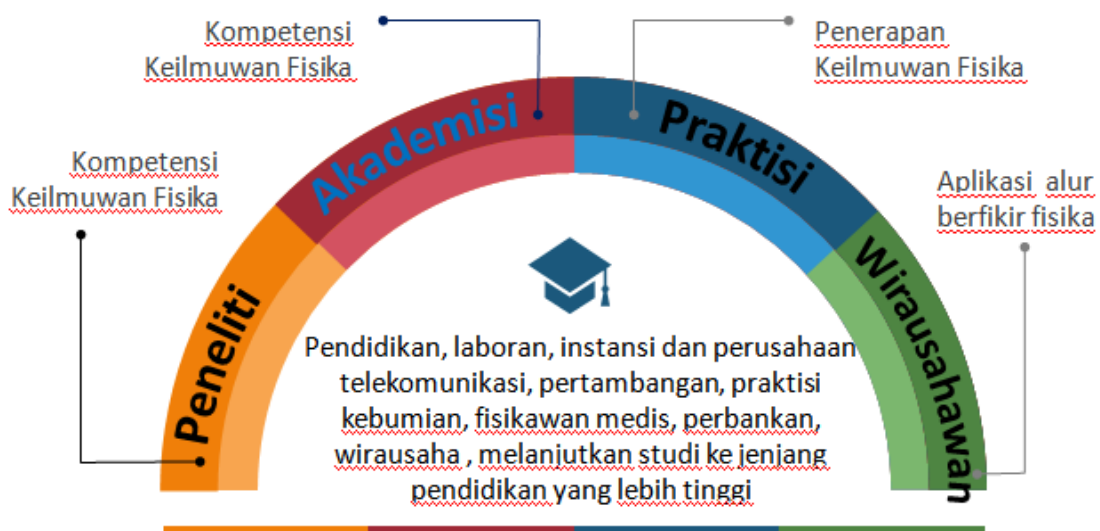 Kompetensi
Keilmuwan Fisika
Penerapan
Keilmuwan Fisika
Kompetensi
Keilmuwan Fisika
Aplikasi alur
berfikir fisika
Peneliti
Akademisi
Praktisi
Wirausahawan
Pendidikan, laboran, instansi dan perusahaan
telekomunikasi, pertambangan, praktisi
kebumian, fisikawan medis, perbankan,
wirausaha , melanjutkan studi ke jenjang
pendidikan yang lebih tinggi